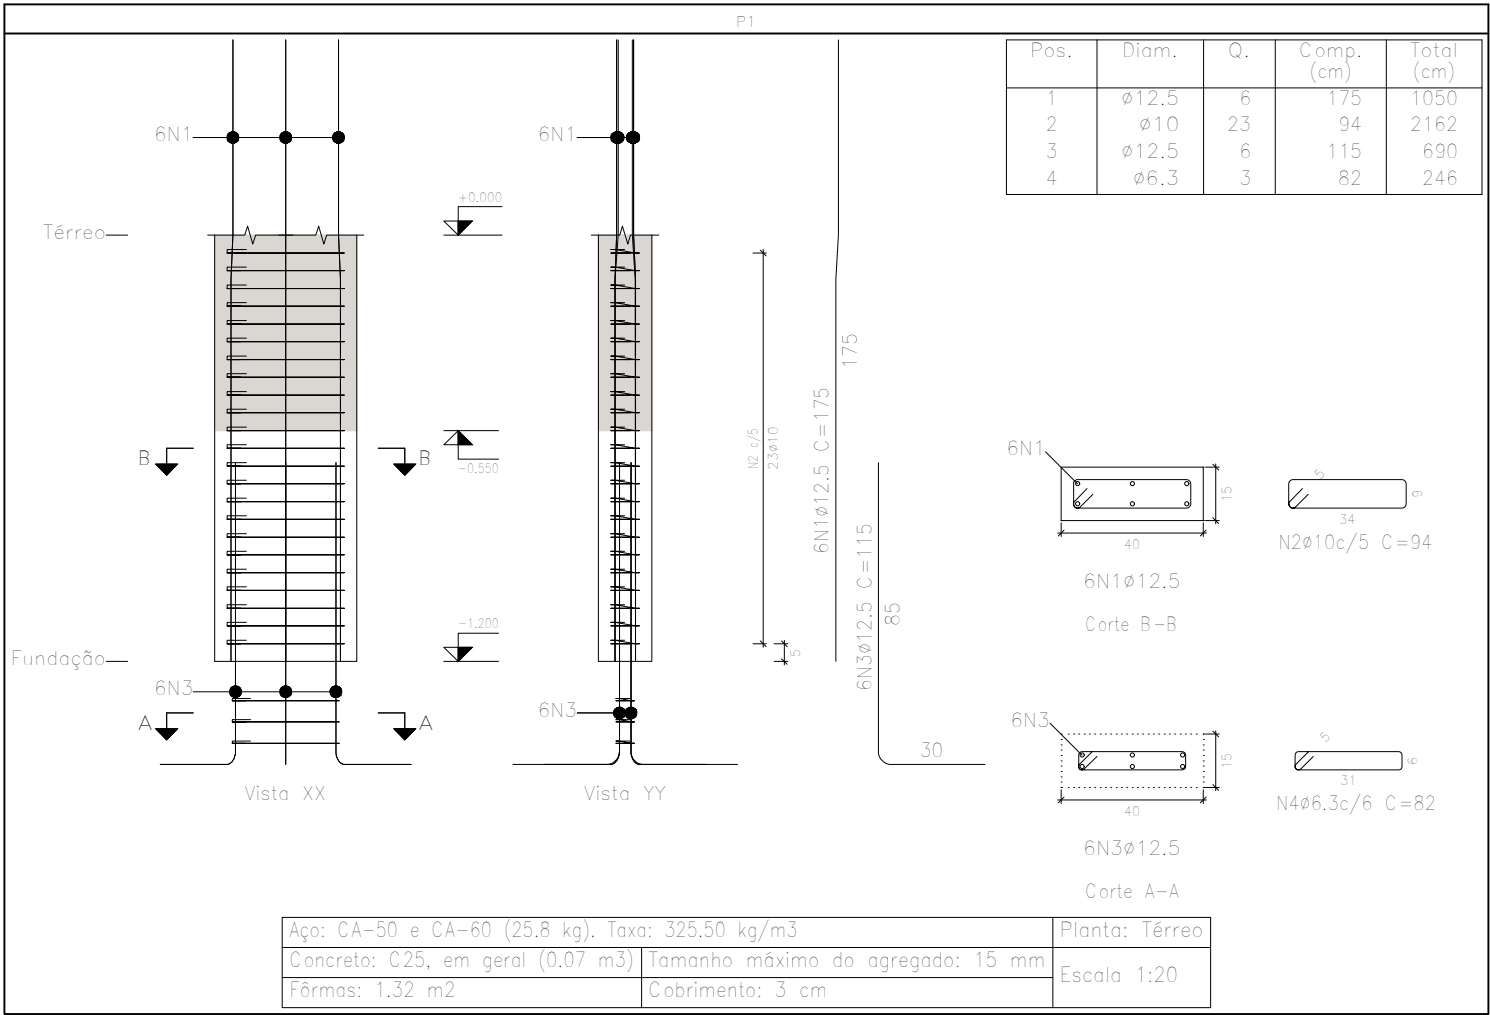 P1
Pos. Diam. Q. Comp. (cm) Total (cm)
1 ø12.5 6 175 1050
2 ø10 23 94 2162
3 ø12.5 6 115 690
4 ø6.3 3 82 246
6N1
6N1
+0.000
Térreo
175
6N1ø12.5 C=175
N2 c/5
23ø10
B
B
-0.550
6N1
15
40
6N1ø12.5
Corte B-B
5
9
34
N2ø10c/5 C=94
6N3ø12.5 C=115
85
-1.200
5
Fundação
6N3
6N3
A
A
30
Vista XX
Vista YY
6N3
15
40
6N3ø12.5
Corte A-A
5
6
31
N4ø6.3c/6 C=82
Aço: CA-50 e CA-60 (25.8 kg). Taxa: 325.50 kg/m3
Planta: Térreo
Concreto: C25, em geral (0.07 m3)
Tamanho máximo do agregado: 15 mm
Escala 1:20
Fôrmas: 1.32 m2
Cobrimento: 3 cm